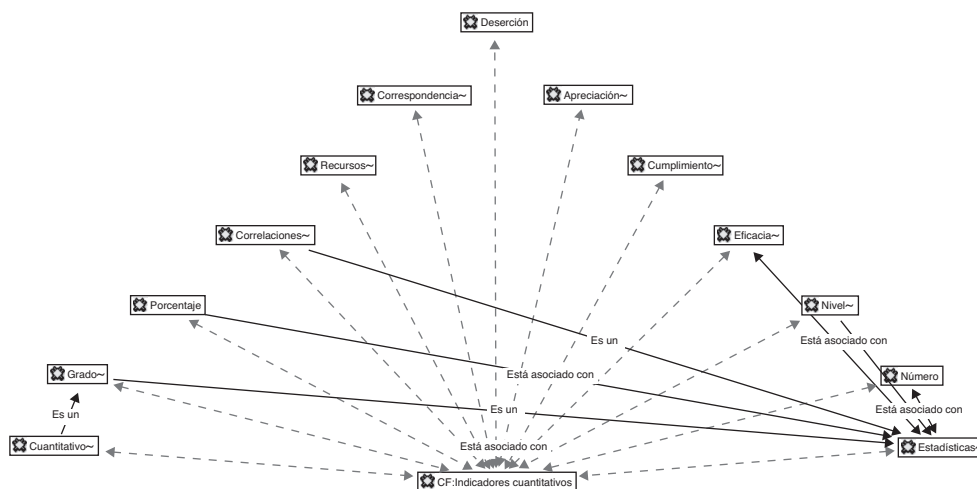 Deserción
Correspondencia~
Apreciación~
Recursos~
Cumplimiento~
Correlaciones~
Eficacia~
Porcentaje
Nivel~
Es un
Está asociado con
Grado~
Está asociado con
Número
Es un
Es un
Está asociado con
Cuantitativo~
Está asociado con
Estadísticas~
CF:Indicadores cuantitativos